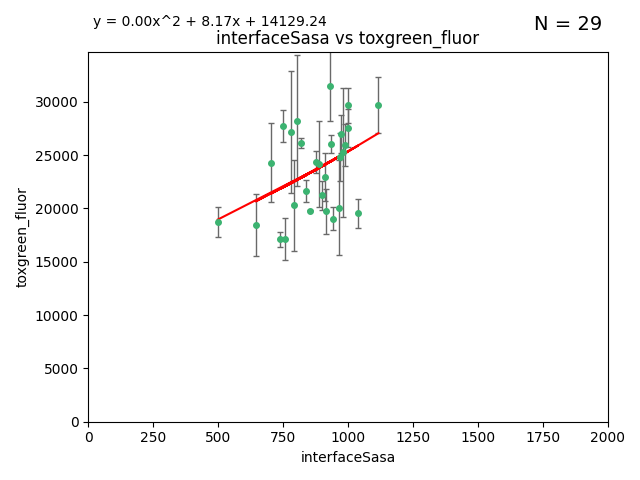 y = 0.00x^2 + 8.17x + 14129.24
N = 29
interfaceSasa vs toxgreen_fluor
toxgreen_fluor
30000
25000
20000
15000
10000
5000
0
0 250 500 750 1000 1250 1500 1750 2000
interfaceSasa